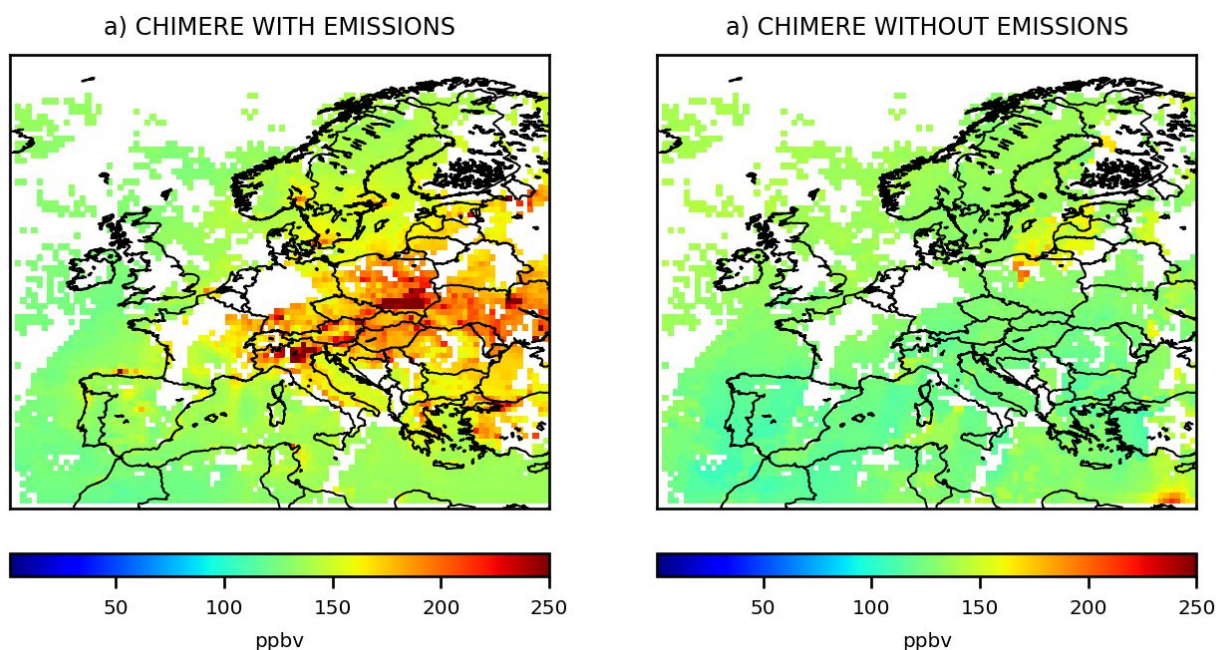 a) CHIMERE WITH EMISSIONS
50 100 150 200 250
ppbv
a) CHIMERE WITHOUT EMISSIONS
50 100 150 200 250
ppbv